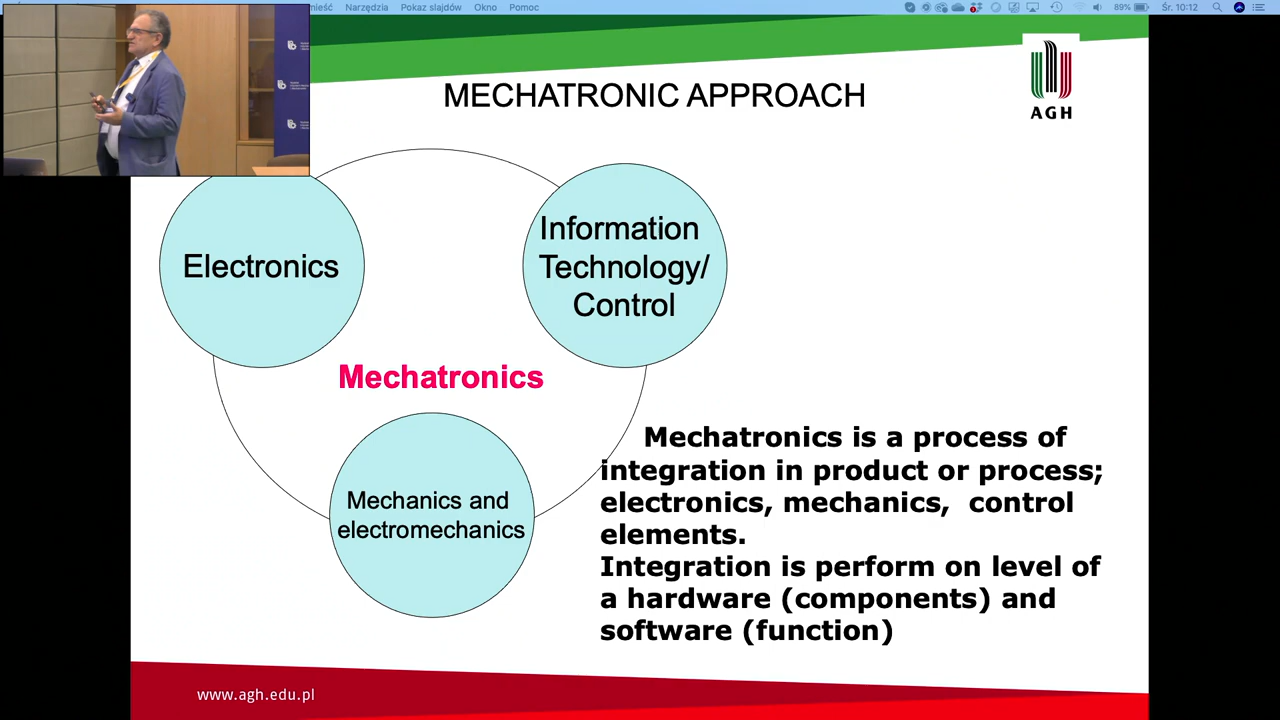 Narzędzia Pokaz slajdów Okno Pomoc
89% Śr. 10:12
MECHATRONIC APPROACH
AGH
Electronics
Information
Technology/
Control
Mechatronics
Mechanics and
electromechanics
Mechatronics is a process of
integration in product or process;
electronics, mechanics, control
elements.
Integration is perform on level of
a hardware (components) and
software (function)
www.agh.edu.pl